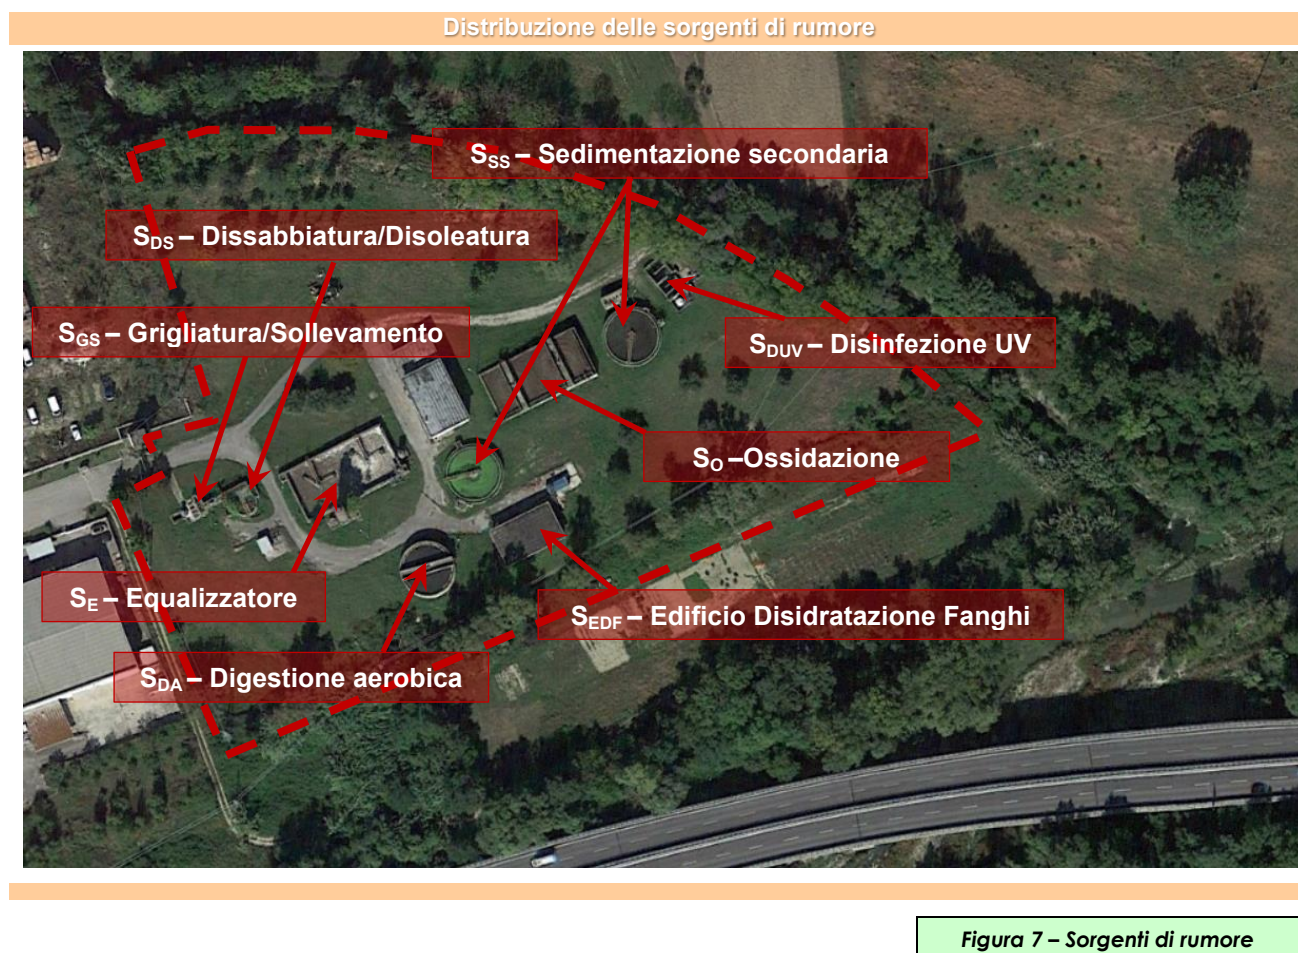 Distribuzione delle sorgenti di rumore
SSS – Sedimentazione secondaria
SDS – Dissabbiatura/Disoleatura
SGS – Grigliatura/Sollevamento
SDUV – Disinfezione UV
SO –Ossidazione
SE – Equalizzatore
SEDF – Edificio Disidratazione Fanghi
SDA – Digestione aerobica
Figura 7 – Sorgenti di rumore